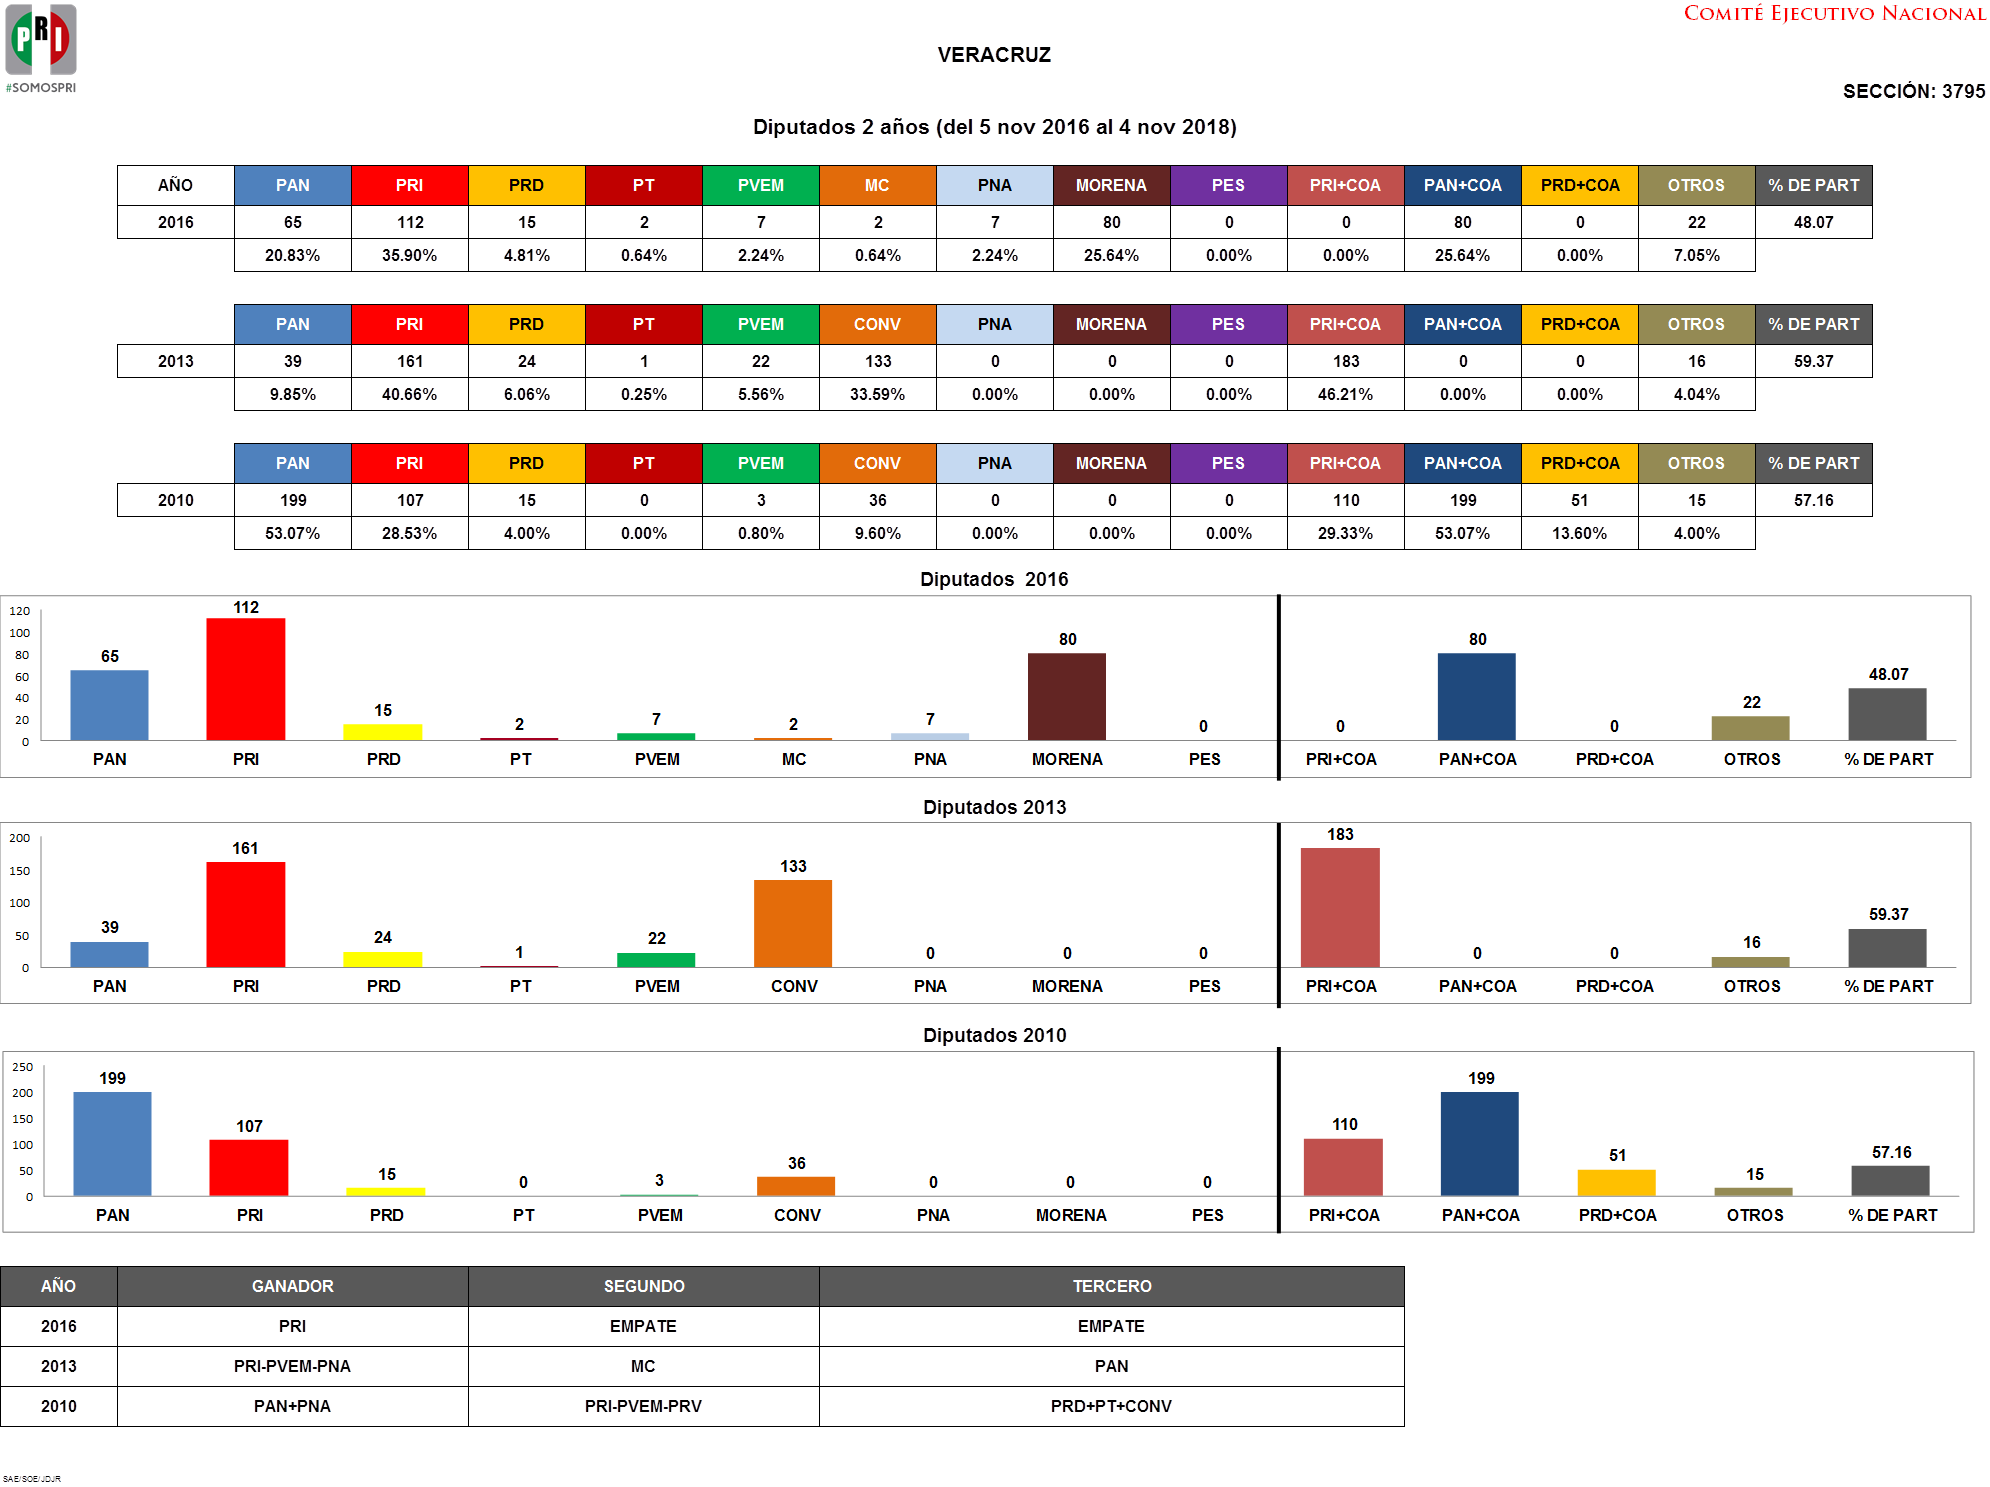 COMITÉ EJECUTIVO NACIONAL
PRI
#SOMOSPRI
VERACRUZ
SECCIÓN: 3795
Diputados 2 años (del 5 nov 2016 al 4 nov 2018)
AÑO PAN PRI PRD PT PVEM MC PNA MORENA PES PRI+COA PAN+COA PRD+COA OTROS % DE PART
2016 65 112 15 2 7 2 7 80 0 0 80 0 22 48.07
20.83% 35.90% 4.81% 0.64% 2.24% 0.64% 2.24% 25.64% 0.00% 0.00% 25.64% 0.00% 7.05%
PAN PRI PRD PT PVEM CONV PNA MORENA PES PRI+COA PAN+COA PRD+COA OTROS % DE PART
2013 39 161 24 1 22 133 0 0 0 183 0 0 16 59.37
9.85% 40.66% 6.06% 0.25% 5.56% 33.59% 0.00% 0.00% 0.00% 46.21% 0.00% 0.00% 4.04%
PAN PRI PRD PT PVEM CONV PNA MORENA PES PRI+COA PAN+COA PRD+COA OTROS % DE PART
2010 199 107 15 0 3 36 0 0 0 110 199 51 15 57.16
53.07% 28.53% 4.00% 0.00% 0.80% 9.60% 0.00% 0.00% 0.00% 29.33% 53.07% 13.60% 4.00%
Diputados 2016
120
100
80
60
40
20
0
65 112 15 2 7 2 7 80 0 0 80 0 22 48.07
PAN PRI PRD PT PVEM MC PNA MORENA PES PRI+COA PAN+COA PRD+COA OTROS % DE PART
Diputados 2013
200
150
100
50
0
39 161 24 1 22 133 0 0 0 183 0 0 16 59.37
PAN PRI PRD PT PVEM CONV PNA MORENA PES PRI+COA PAN+COA PRD+COA OTROS % DE PART
Diputados 2010
250
200
150
100
50
0
199 107 15 0 3 36 0 0 0 110 199 51 15 57.16
PAN PRI PRD PT PVEM CONV PNA MORENA PES PRI+COA PAN+COA PRD+COA OTROS % DE PART
AÑO GANADOR SEGUNDO TERCERO
2016 PRI EMPATE EMPATE
2013 PRI-PVEM-PNA MC PAN
2010 PAN+PNA PRI-PVEM-PRV PRD+PT+CONV
SAE/SOE/JDJR